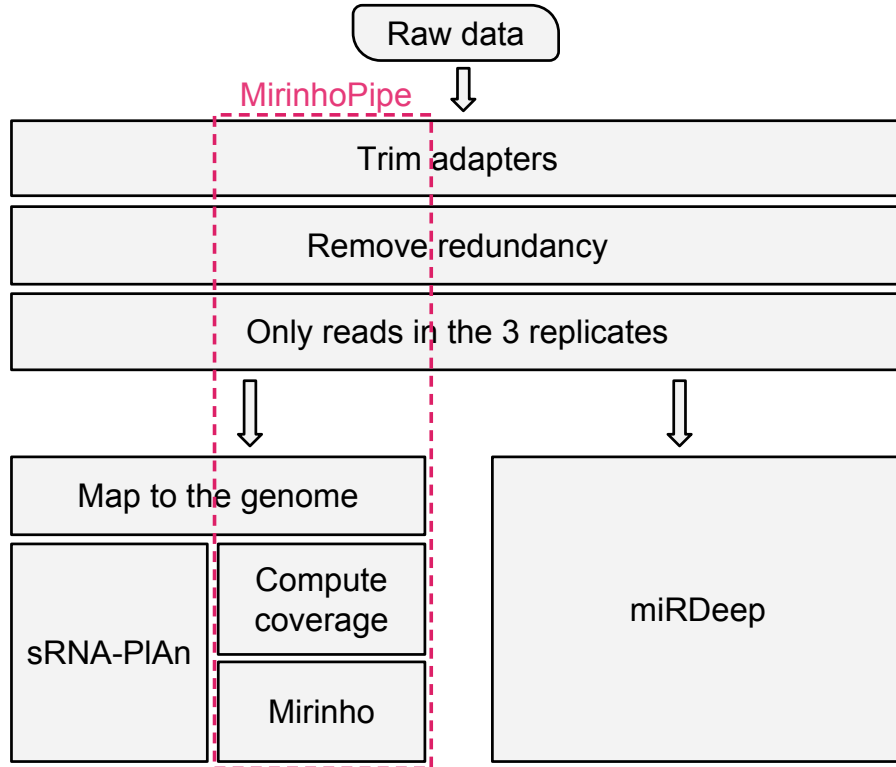 Raw data
MirinhoPipe
Trim adapters
Remove redundancy
Only reads in the 3 replicates
Map to the genome
sRNA-PlAn
Compute
coverage
Mirinho
miRDeep